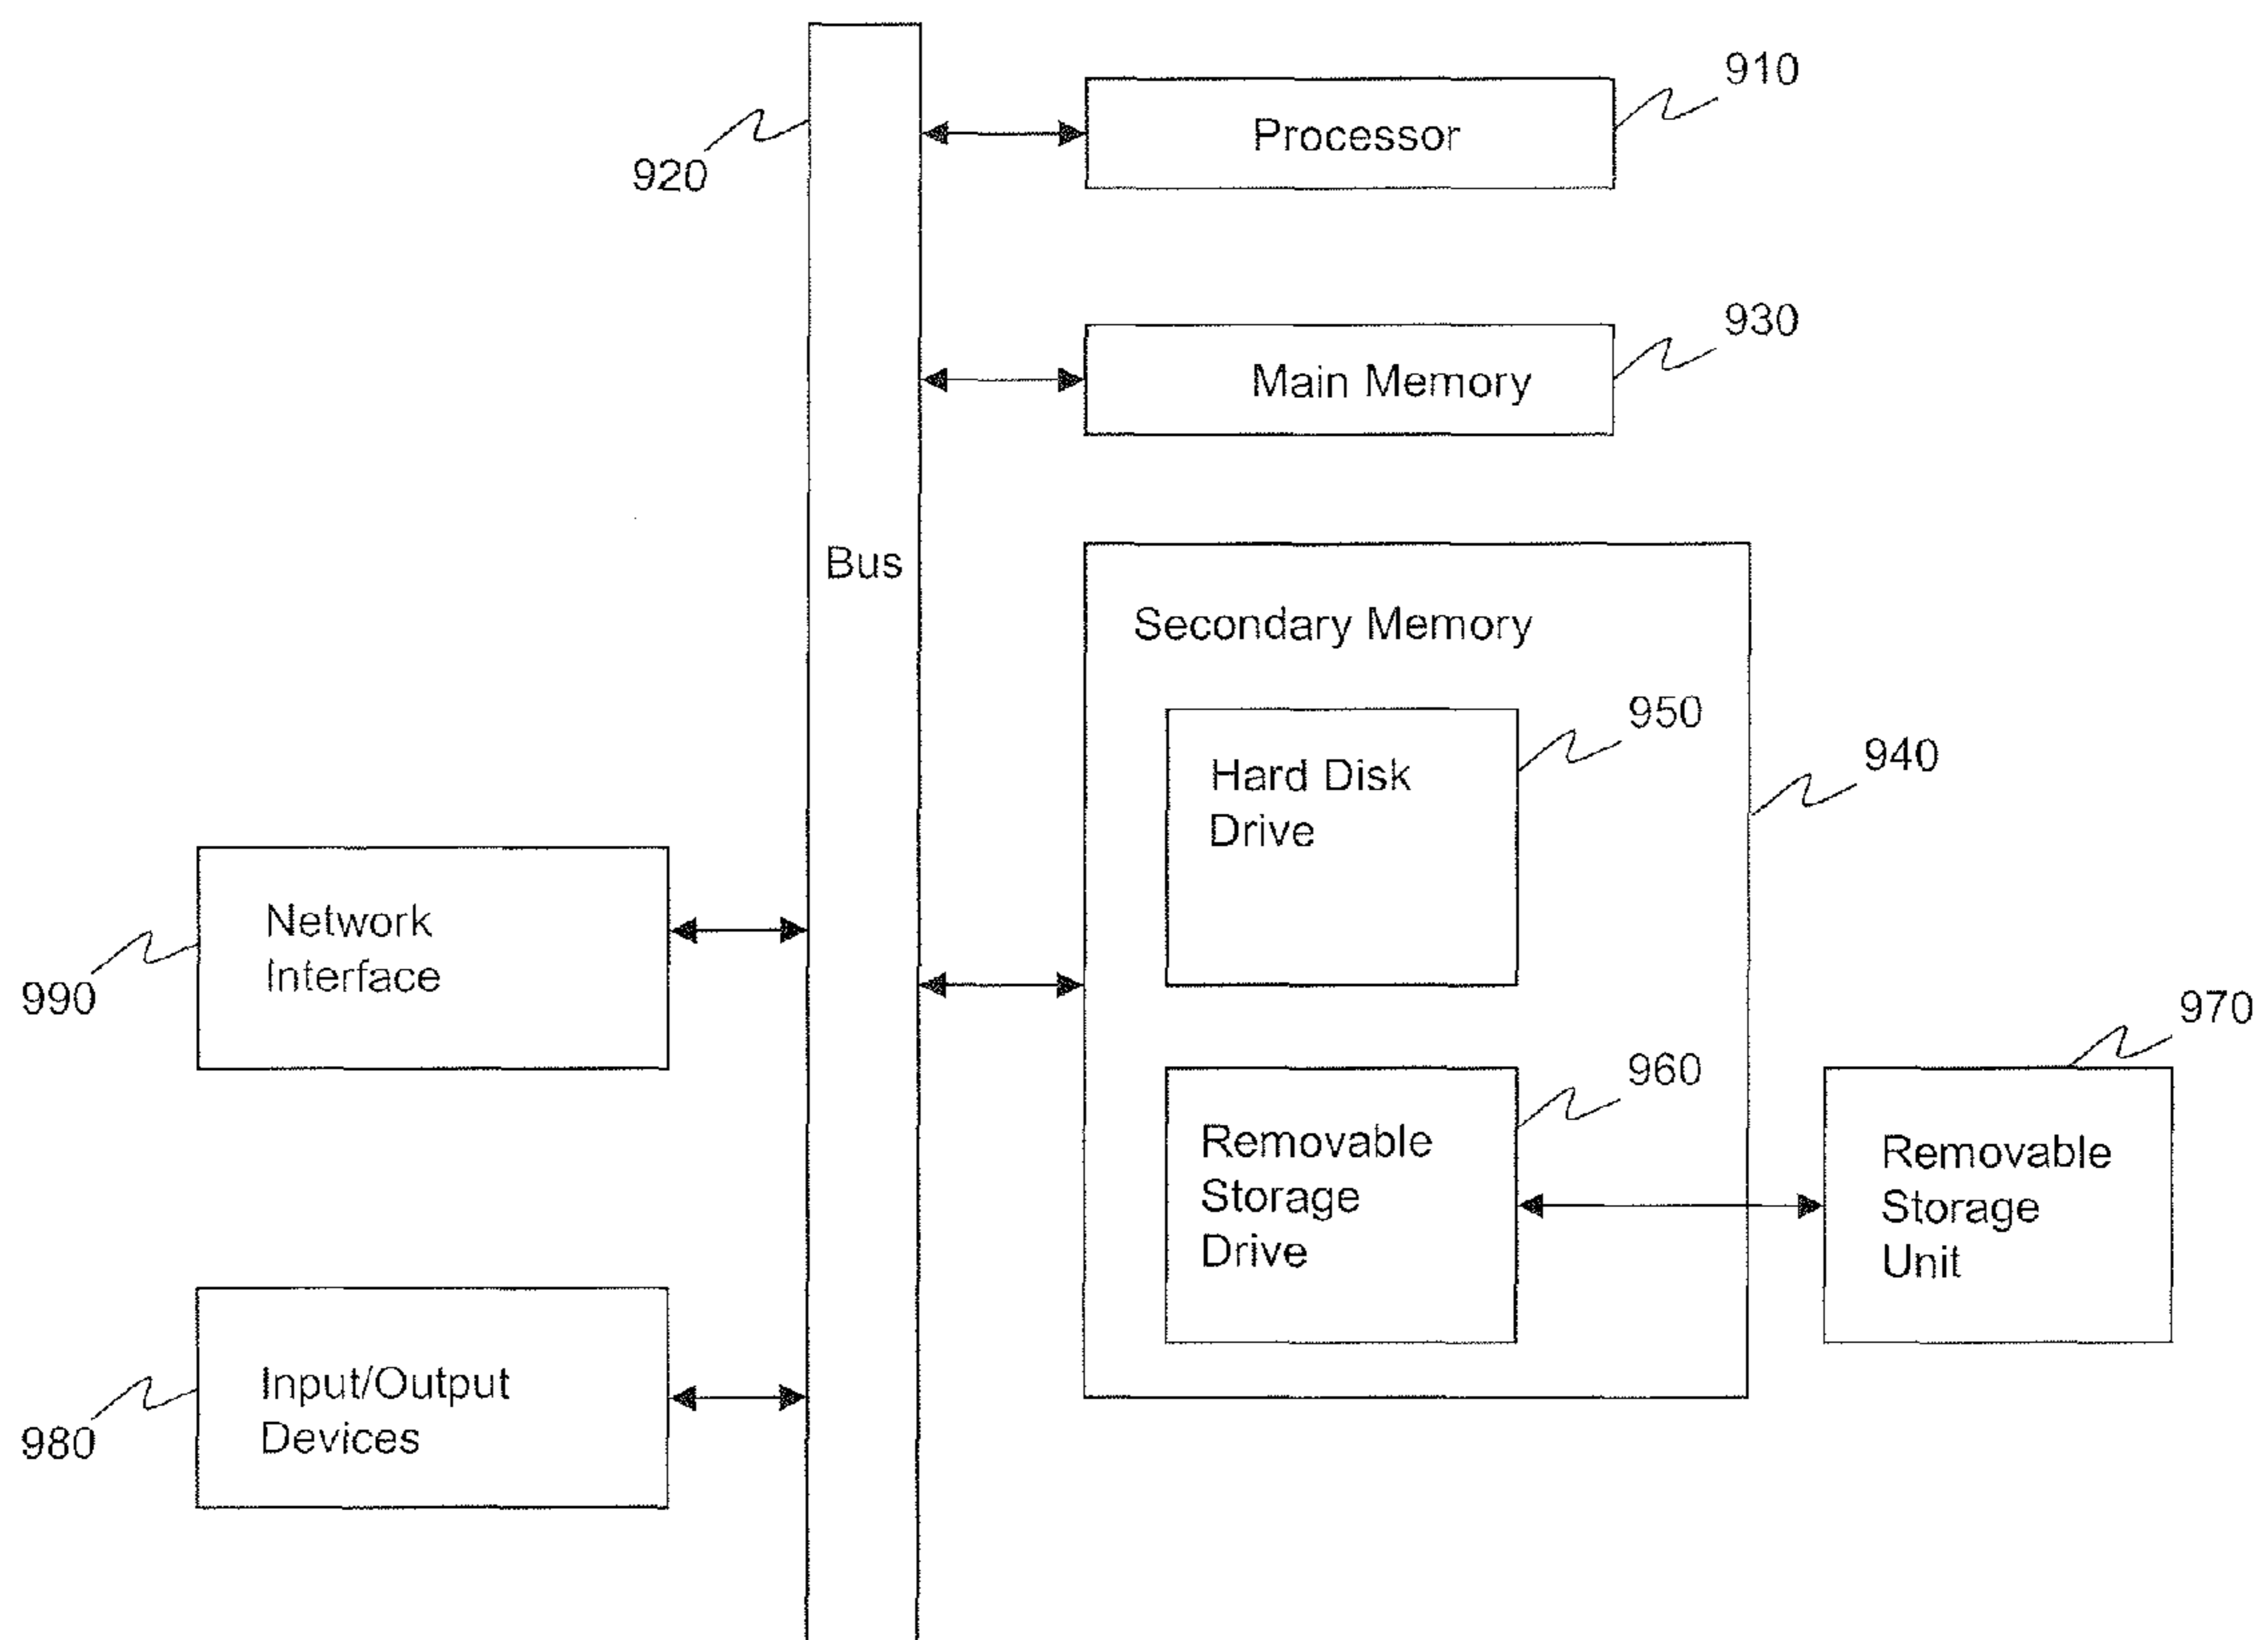 910
Processor
920
930
Main Memory
Bus
Secondary Memory
950
Hard Disk
Drive
940
Network
Interface
990
970
960
Removable
Storage
Drive
Removable
Storage
Unit
Input/Output
Devices
980